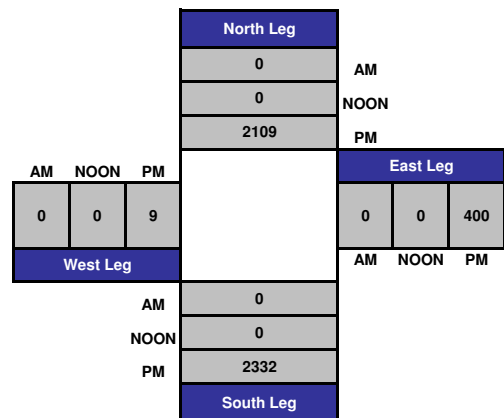 North Leg
0 AM
0 NOON
2109 PM
AM NOON PM
East Leg
0 0 9
0 0 400
West Leg
AM NOON PM
AM 0
NOON 0
PM 2332
South Leg